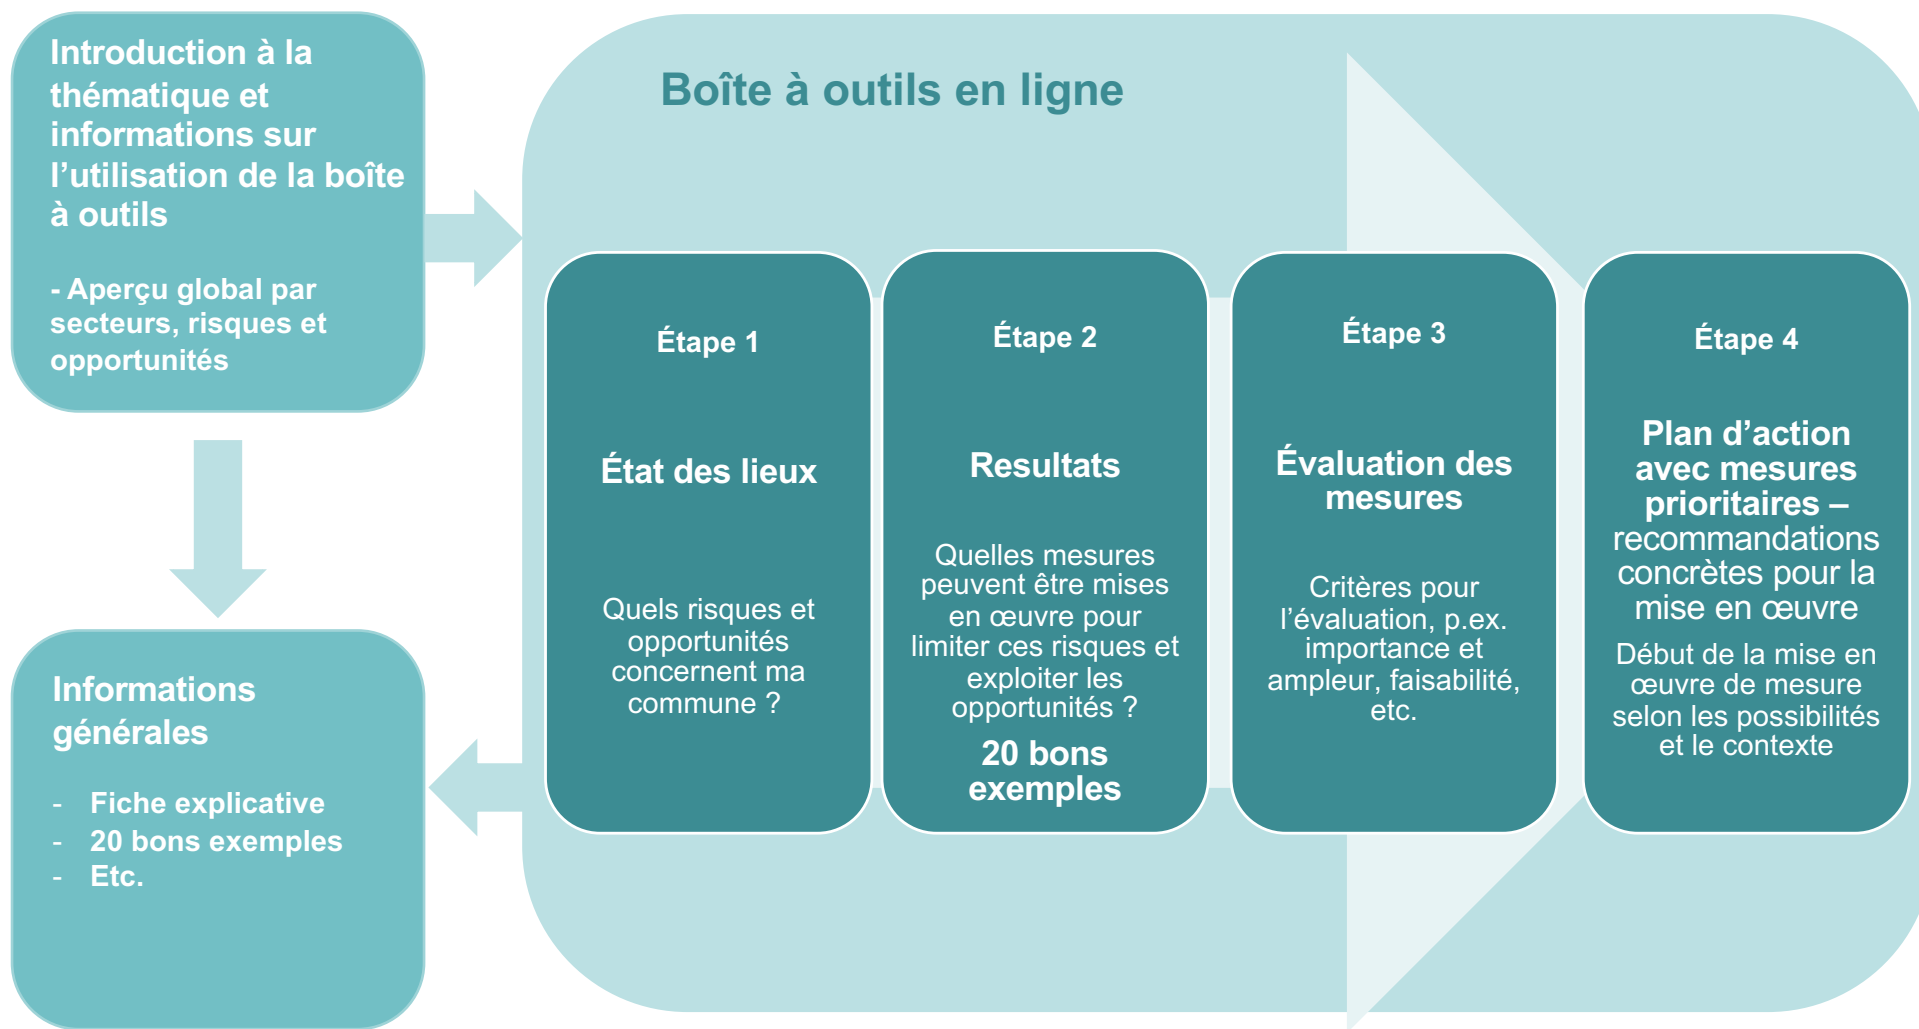 Introduction à la
thématique et
informations sur
l’utilisation de la boîte
à outils
- Aperçu global par
secteurs, risques et
opportunités
Informations
générales
- Fiche explicative
- 20 bons exemples
- Etc.
Boîte à outils en ligne
Étape 1
État des lieux
Quels risques et
opportunités
concernent ma
commune ?
Étape 2
Resultats
Quelles mesures
peuvent être mises
en œuvre pour
limiter ces risques et
exploiter les
opportunités ?
20 bons
exemples
Étape 3
Évaluation des
mesures
Critères pour
l’évaluation, p.ex.
importance et
ampleur, faisabilité,
etc.
Étape 4
Plan d’action
avec mesures
prioritaires –
recommandations
concrètes pour la
mise en œuvre
Début de la mise en
œuvre de mesure
selon les possibilités
et le contexte